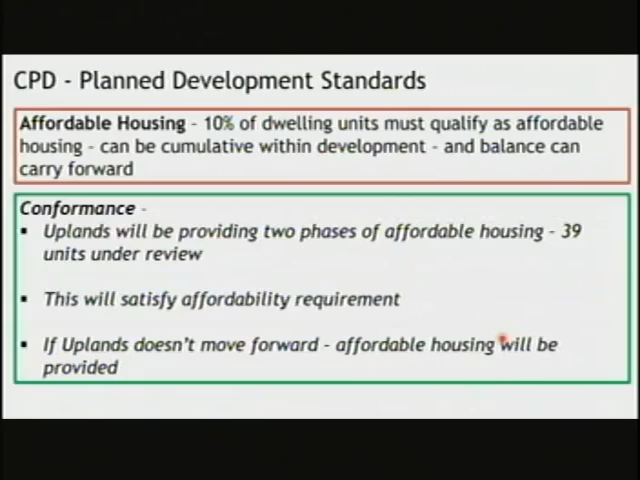 CPD - Planned Development Standards
Affordable Housing - 10% of dwelling units must qualify as affordable
housing - can be cumulative within development - and balance can
carry forward
Conformance -
▪ Uplands will be providing two phases of affordable housing - 39
units under review
▪ This will satisfy affordability requirement
▪ If Uplands doesn't move forward - affordable housing will be
provided